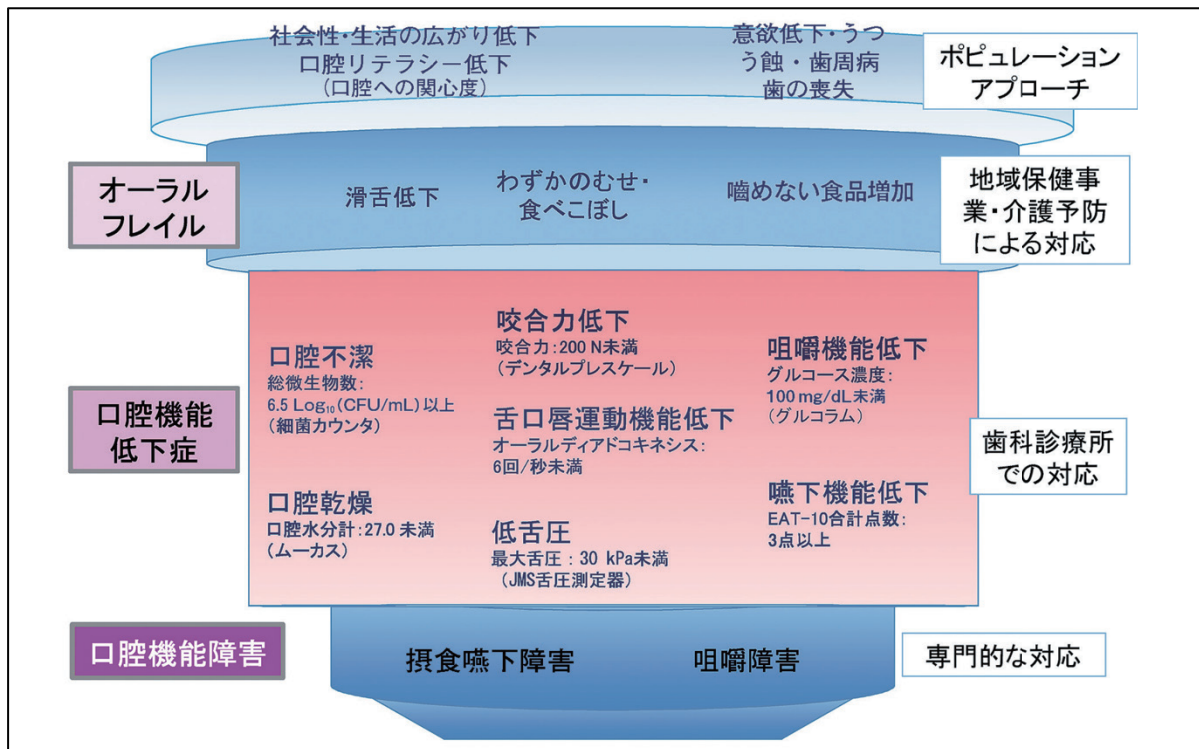 社会性・生活の広がり低下
口腔リテラシー低下
(口腔への関心度)
意欲低下・うつ
う蝕・歯周病
歯の喪失
ポピュレーション
アプローチ
オーラル
フレイル
滑舌低下
わずかのむせ・
食べこぼし
嚙めない食品増加
地域保健事
業・介護予防
による対応
口腔機能
低下症
口腔不潔
総微生物数:
6.5 Log₁₀(CFU/mL)以上
(細菌カウンタ)
口腔乾燥
口腔水分計:27.0 未満
(ムーカス)
咬合力低下
咬合力:200 N未満
(デンタルプレスケール)
舌口唇運動機能低下
オーラルディアドコキネシス:
6回/秒未満
低舌圧
最大舌圧:30 kPa未満
(JMS舌圧測定器)
咀嚼機能低下
グルコース濃度:
100 mg/dL未満
(グルコラム)
嚥下機能低下
EAT-10合計点数:
3点以上
歯科診療所
での対応
口腔機能障害
摂食嚥下障害
咀嚼障害
専門的な対応